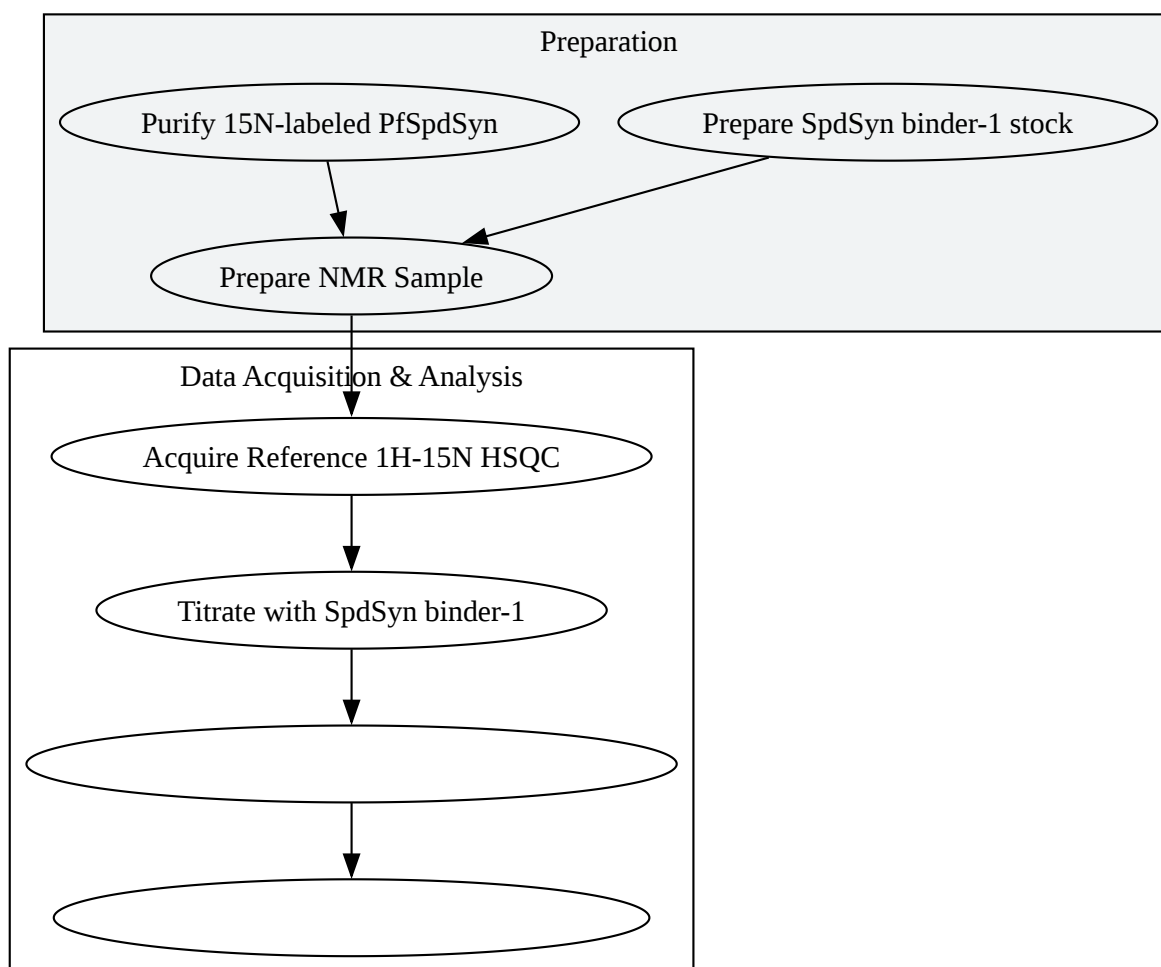 Preparation
Purify 15N-labeled PfSpdSyn
Prepare SpdSyn binder-1 stock
Prepare NMR Sample
Data Acquisition & Analysis
Acquire Reference 1H-15N HSQC
Titrate with SpdSyn binder-1